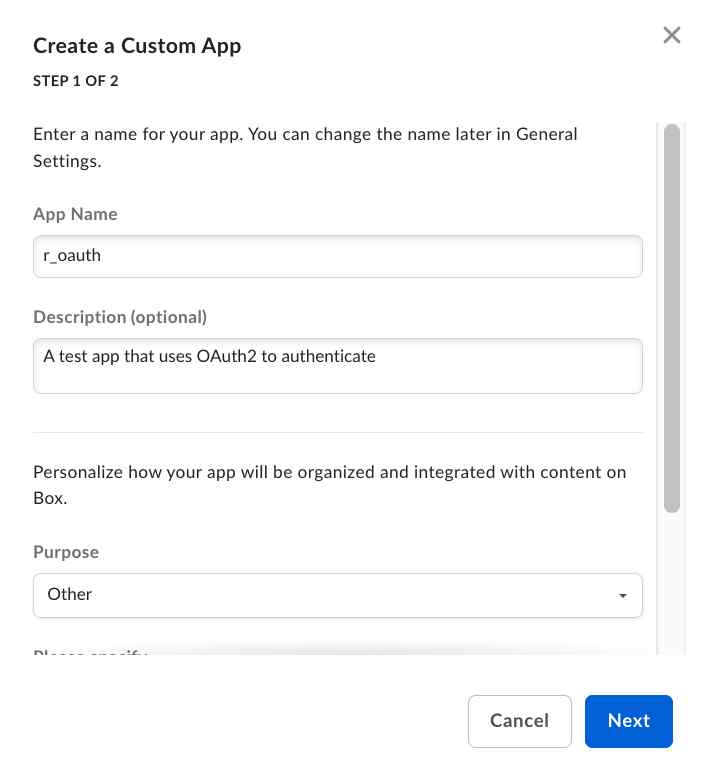 Create a Custom App
STEP 1 OF 2
Enter a name for your app. You can change the name later in General
Settings.
App Name
r_oauth
Description (optional)
A test app that uses OAuth2 to authenticate
Personalize how your app will be organized and integrated with content on
Box.
Purpose
Other
Please specify
Cancel
Next